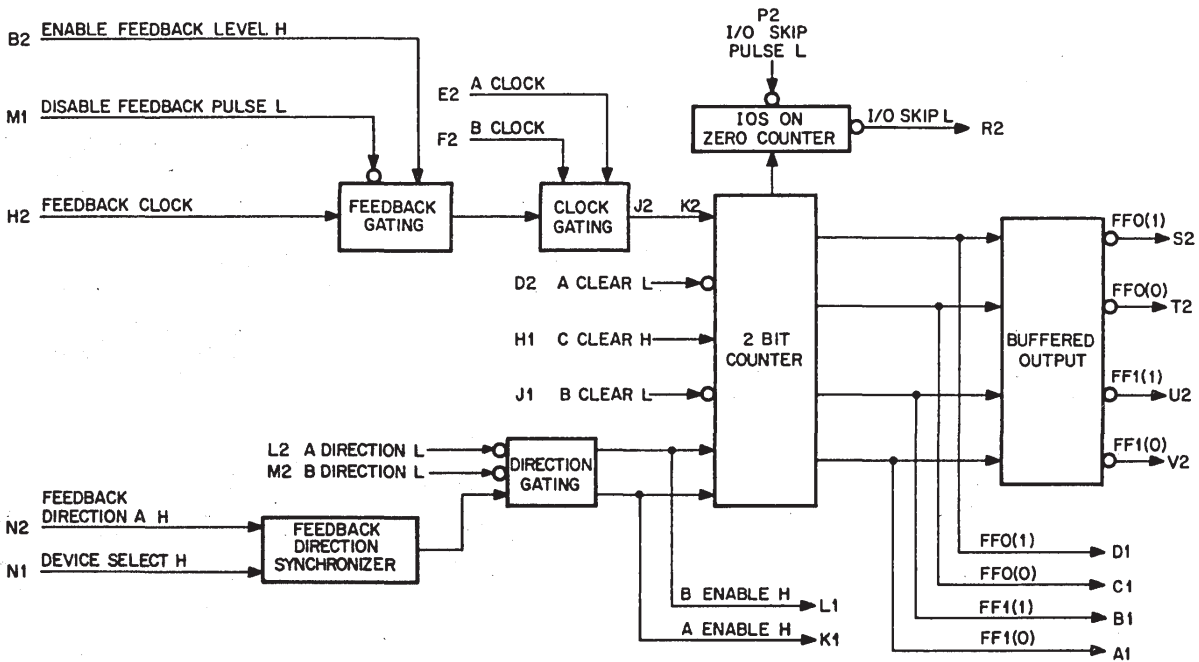 P2
I/O SKIP
PULSE L
B2 ENABLE FEEDBACK LEVEL H
E2 A CLOCK
M1 DISABLE FEEDBACK PULSE L
F2 B CLOCK
IOS ON
ZERO COUNTER
I/O SKIP L
R2
H2 FEEDBACK CLOCK
FEEDBACK
GATING
CLOCK
GATING
J2 K2
D2 A CLEAR L
H1 C CLEAR H
J1 B CLEAR L
2 BIT
COUNTER
BUFFERED
OUTPUT
FF0(1)
S2
FF0(0)
T2
FF1(1)
U2
FF1(0)
V2
L2 A DIRECTION L
M2 B DIRECTION L
DIRECTION
GATING
N2 FEEDBACK
DIRECTION A H
N1 DEVICE SELECT H
FEEDBACK
DIRECTION
SYNCHRONIZER
B ENABLE H L1
A ENABLE H K1
FF0(1) D1
FF0(0) C1
FF1(1) B1
FF1(0) A1